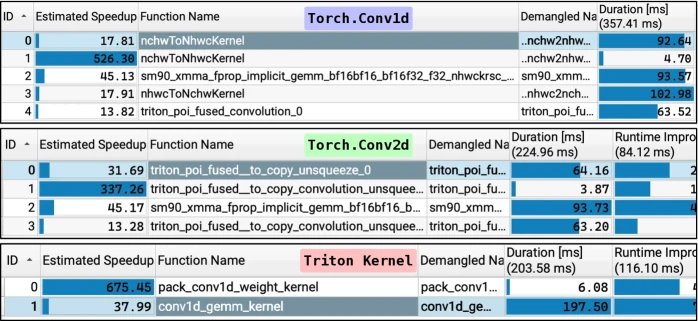 ID Estimated Speedup Function Name Torch.Conv1d Demangled Na Duration [ms] (357.41 ms)
0 17.81 nchwToNhwcKernel ..nchw2nhw... 92.64
1 526.30 nchwToNhwcKernel ..nchw2nhw... 4.70
2 45.13 sm90_xmma_fprop_implicit_gemm_bf16bf16_bf16f32_f32_nhwckrsc_... sm90_xmm... 93.57
3 17.91 nhwcToNchwKernel ..nhwc2nch... 102.98
4 13.82 triton_poi_fused_convolution_0 triton_poi_fu... 63.52
ID Estimated Speedup Function Name Torch.Conv2d Demangled Na Duration [ms] (224.96 ms) Runtime Impro (84.12 ms)
0 31.69 triton_poi_fused__to_copy_unsqueeze_0 triton_poi_fu... 64.16 2
1 337.26 triton_poi_fused__to_copy_convolution_unsquee... triton_poi_fu... 3.87 1
2 45.17 sm90_xmma_fprop_implicit_gemm_bf16bf16_b... sm90_xmm... 93.73 4
3 13.28 triton_poi_fused__to_copy_convolution_unsquee... triton_poi_fu... 63.20
ID Estimated Speedup Function Name Triton Kernel Demangled Na Duration [ms] (203.58 ms) Runtime Impro (116.10 ms)
0 675.45 pack_conv1d_weight_kernel pack_conv1... 6.08
1 37.99 conv1d_gemm_kernel conv1d_ge... 197.50